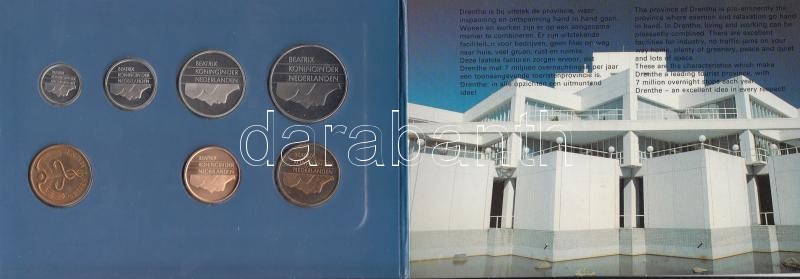 BEATRIX
KONINGIN DER
NEDERLANDEN
BEATRIX
KONINGIN DER
NEDERLANDEN
BEATRIX
KONINGIN DER
NEDERLANDEN
BEATRIX
KONINGIN DER
NEDERLANDEN
BEATRIX
KONINGIN DER
NEDERLANDEN
NEDERLANDEN
darabanth
Drenthe is bij uitstek de provincie, waar
inspanning en ontspanning hand in hand gaan.
Wonen en werken zijn er op een aangename
manier te combineren. Er zijn uitstekende
faciliteiten voor bedrijven, geen files op weg
naar huis, veel groen, rust en ruimte.
Deze laatste factoren zorgen ervoor dat
Drenthe met 7 miljoen overnachtingen per jaar
een toonaangevende toeristenprovincie is.
Drenthe: in alle opzichten een uitmuntend
idee!
The province of Drenthe is pre-eminently the
province where exertion and relaxation go hand
in hand. In Drenthe, living and working can be
pleasantly combined. There are excellent
facilities for industry, no traffic-jams on your
way home, plenty of greenery, peace and quiet
and lots of space.
These are the characteristics which make
Drenthe a leading tourist province, with
7 million overnight stops each year.
Drenthe – an excellent idea in every respect!